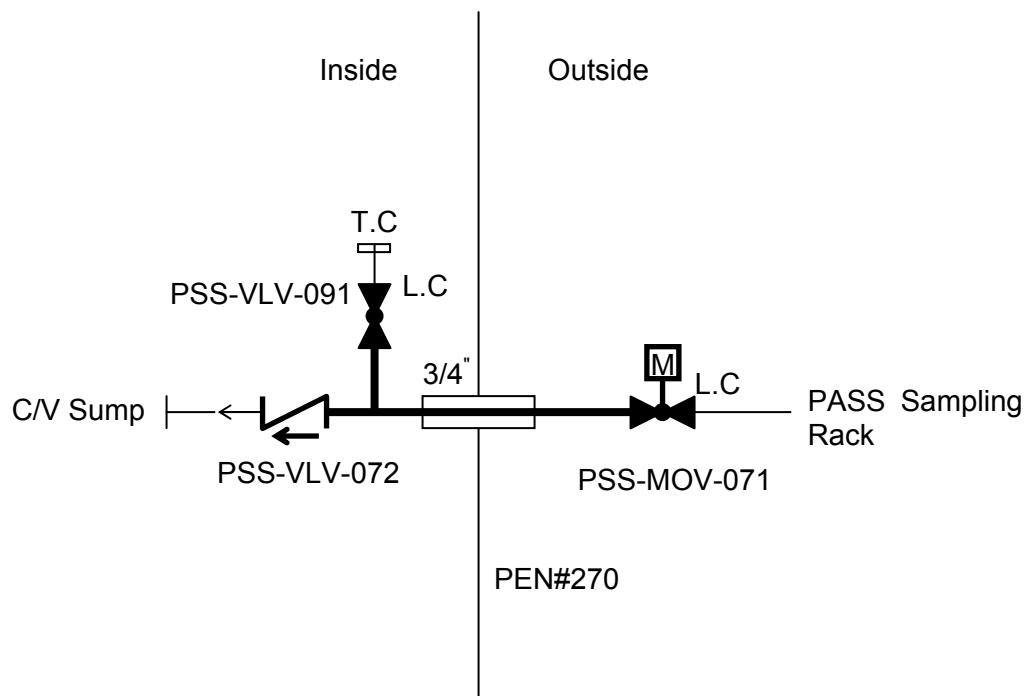 Inside
Outside
T.C
PSS-VLV-091
L.C
3/4"
M
L.C
C/V Sump
PASS Sampling
Rack
PSS-VLV-072
PSS-MOV-071
PEN#270